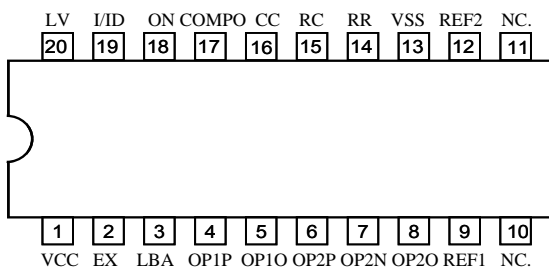 LV I/ID ON COMPO CC RC RR VSS REF2 NC.
20 19 18 17 16 15 14 13 12 11
1 2 3 4 5 6 7 8 9 10
VCC EX LBA OP1P OP1O OP2P OP2N OP2O REF1 NC.